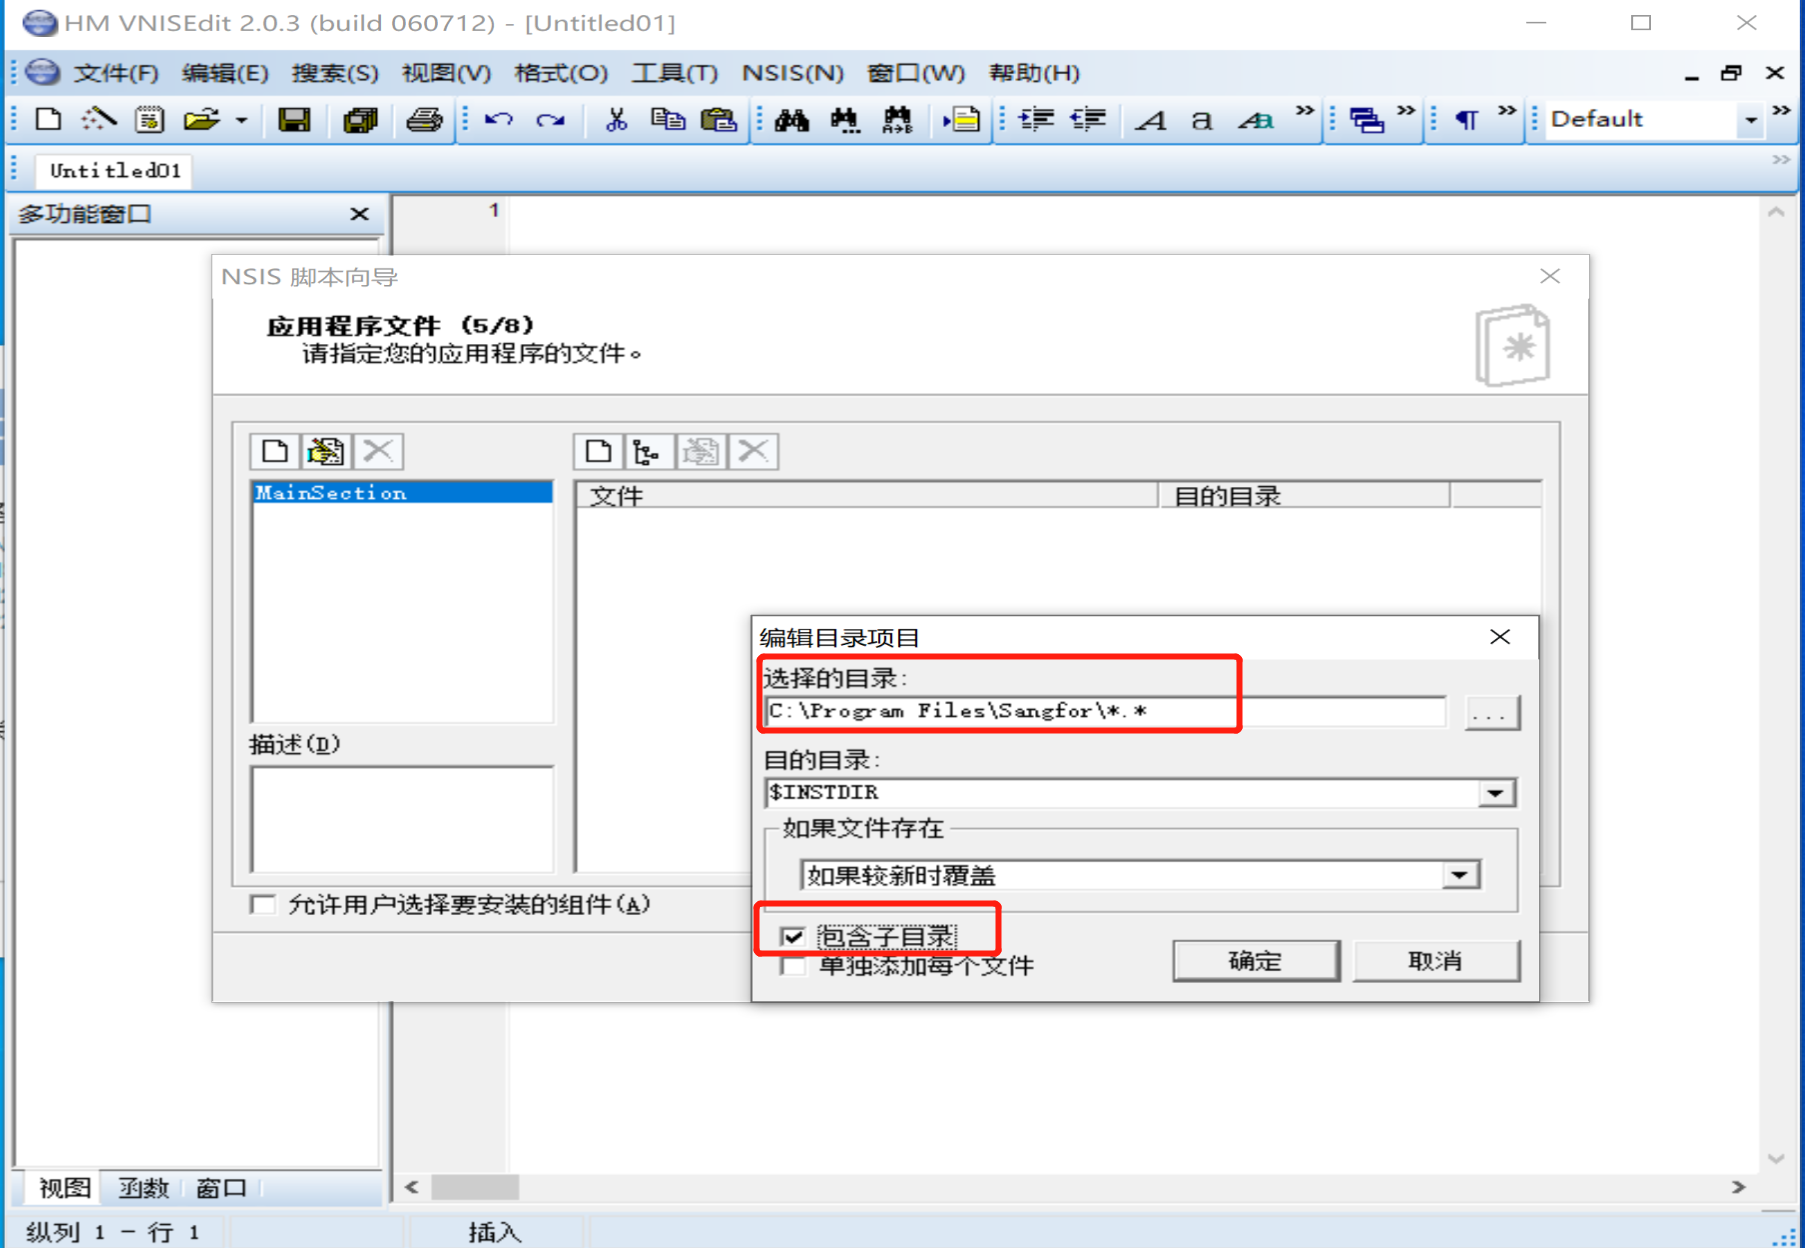 HM VNISEdit 2.0.3 (build 060712) - [Untitled01]
文件(F) 编辑(E) 搜索(S) 视图(V) 格式(O) 工具(T) NSIS(N) 窗口(W) 帮助(H)
Default
Untitled01
多功能窗口
1
NSIS 脚本向导
应用程序文件 (5/8)
请指定您的应用程序的文件。
MainSection
文件 目的目录
编辑目录项目
选择的目录:
C:\Program Files\Sangfor\*.*
...
描述(D)
目的目录:
$INSTDIR
如果文件存在
如果较新时覆盖
允许用户选择要安装的组件(A)
包含子目录
单独添加每个文件
确定
取消
视图 函数 窗口
纵列 1 - 行 1
插入